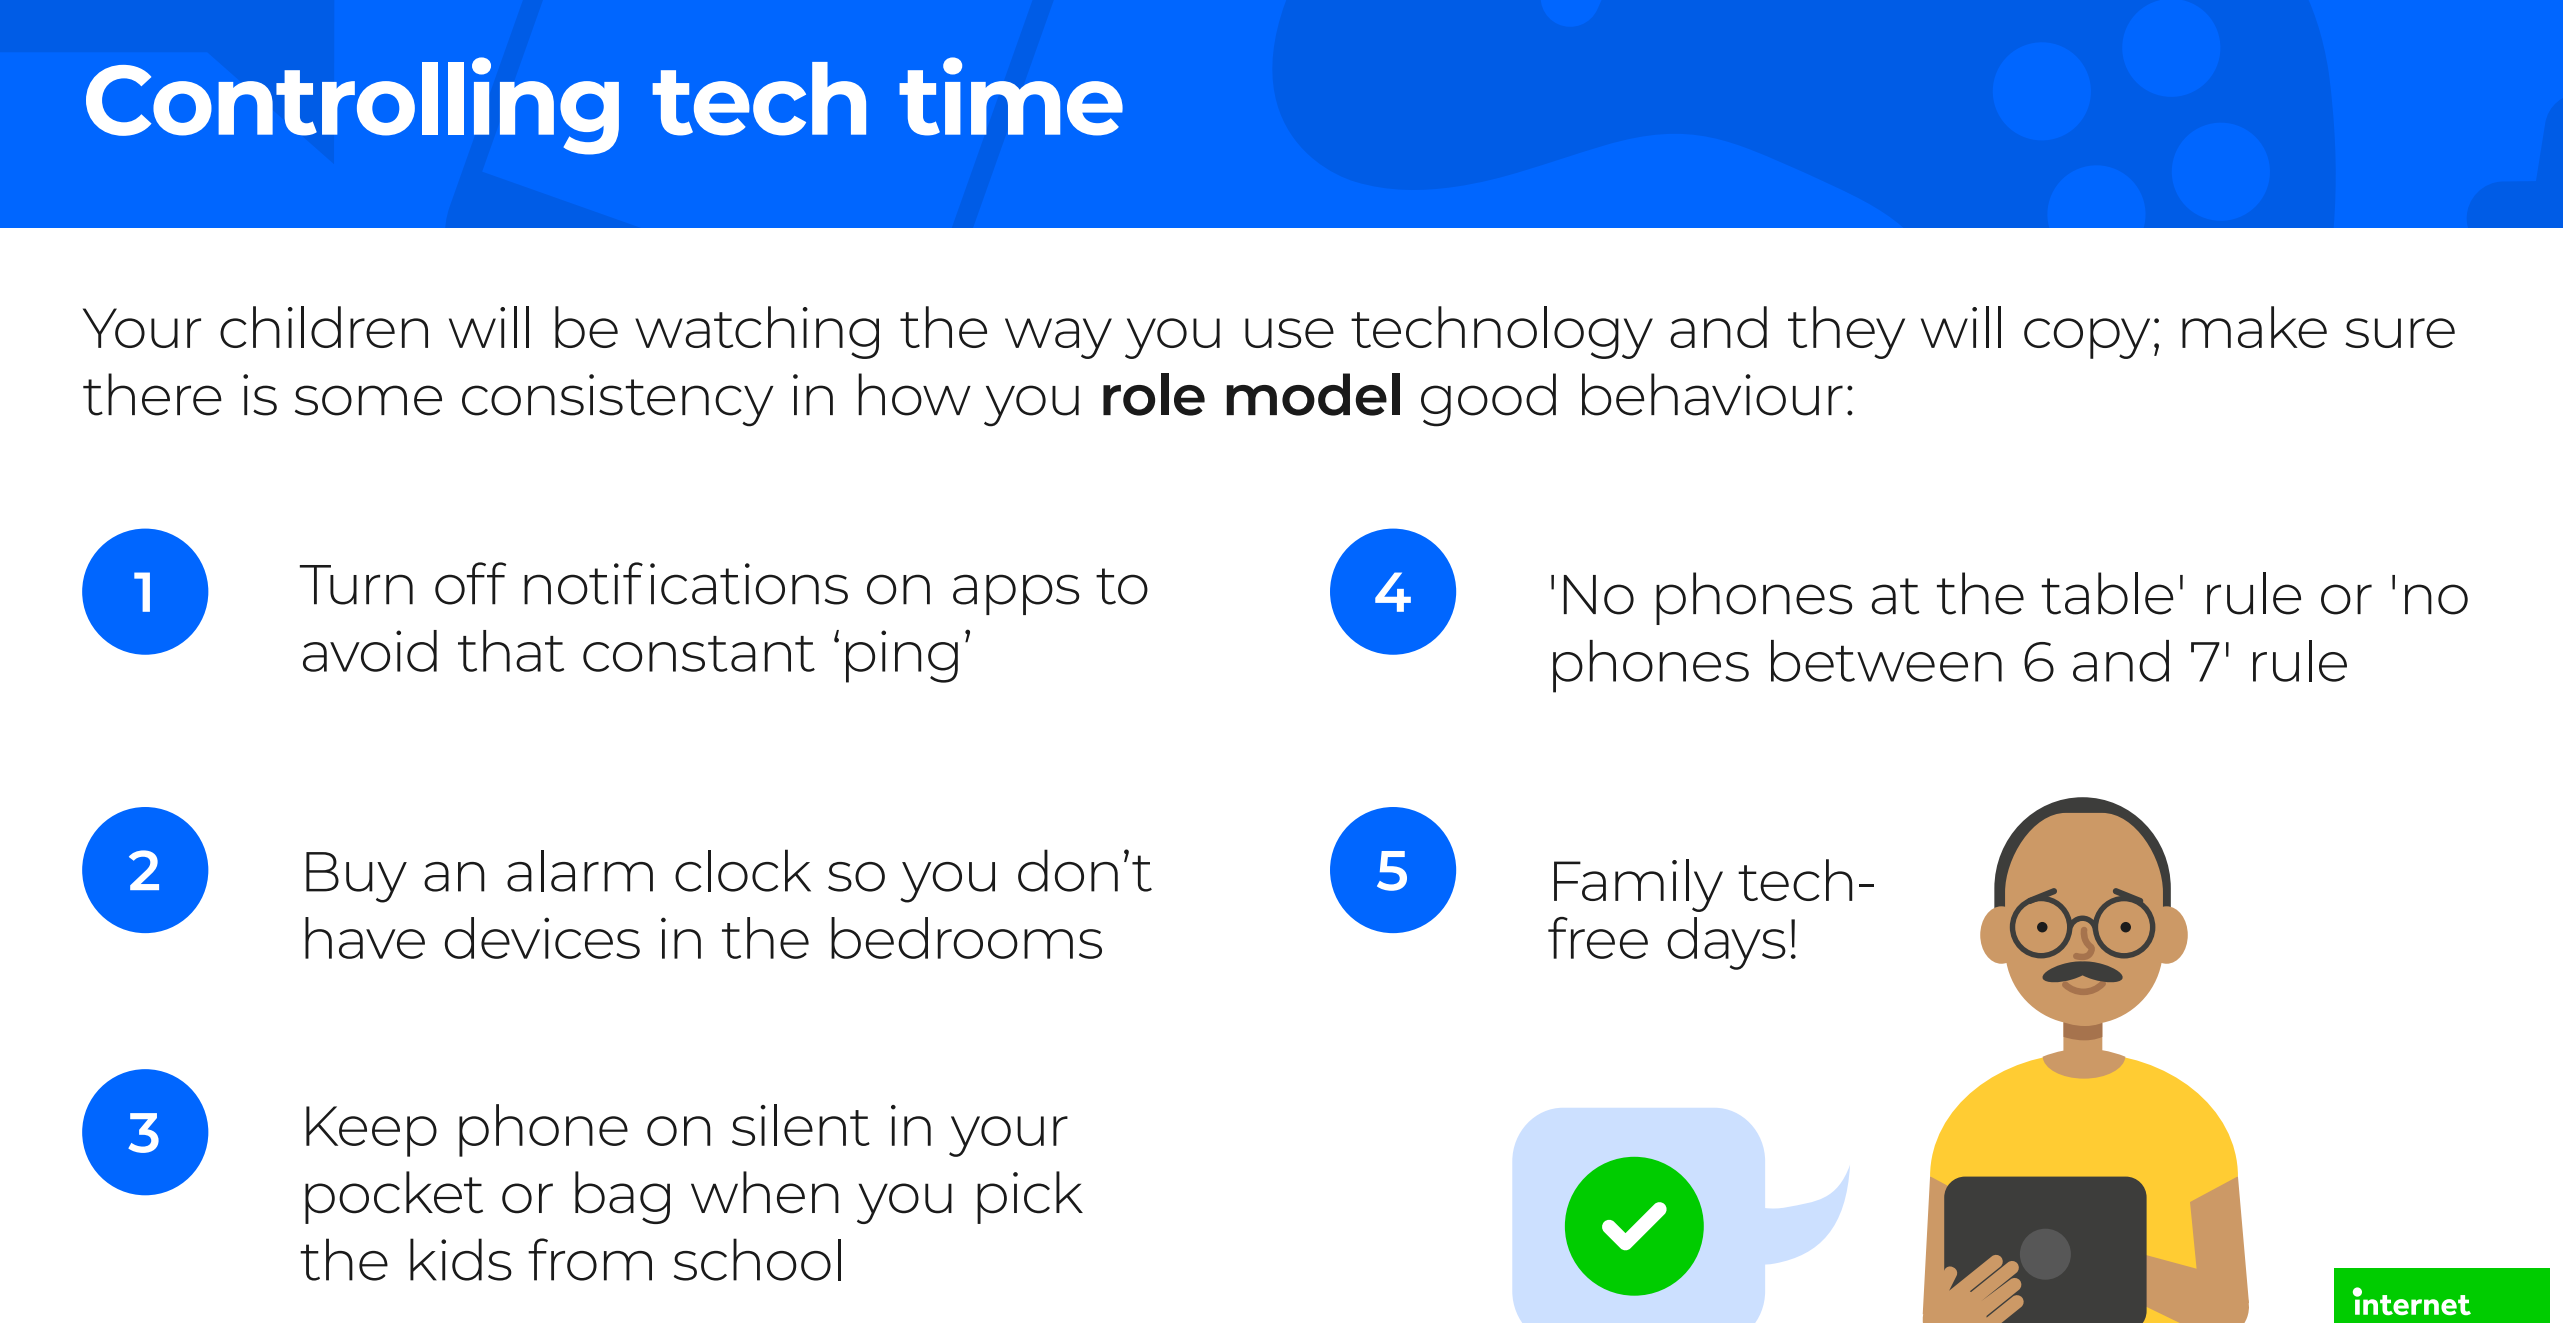 Controlling tech time
Your children will be watching the way you use technology and they will copy; make sure
there is some consistency in how you role model good behaviour:
1
Turn off notifications on apps to
avoid that constant ‘ping’
2
Buy an alarm clock so you don’t
have devices in the bedrooms
3
Keep phone on silent in your
pocket or bag when you pick
the kids from school
4
'No phones at the table' rule or 'no
phones between 6 and 7' rule
5
Family tech-
free days!
internet